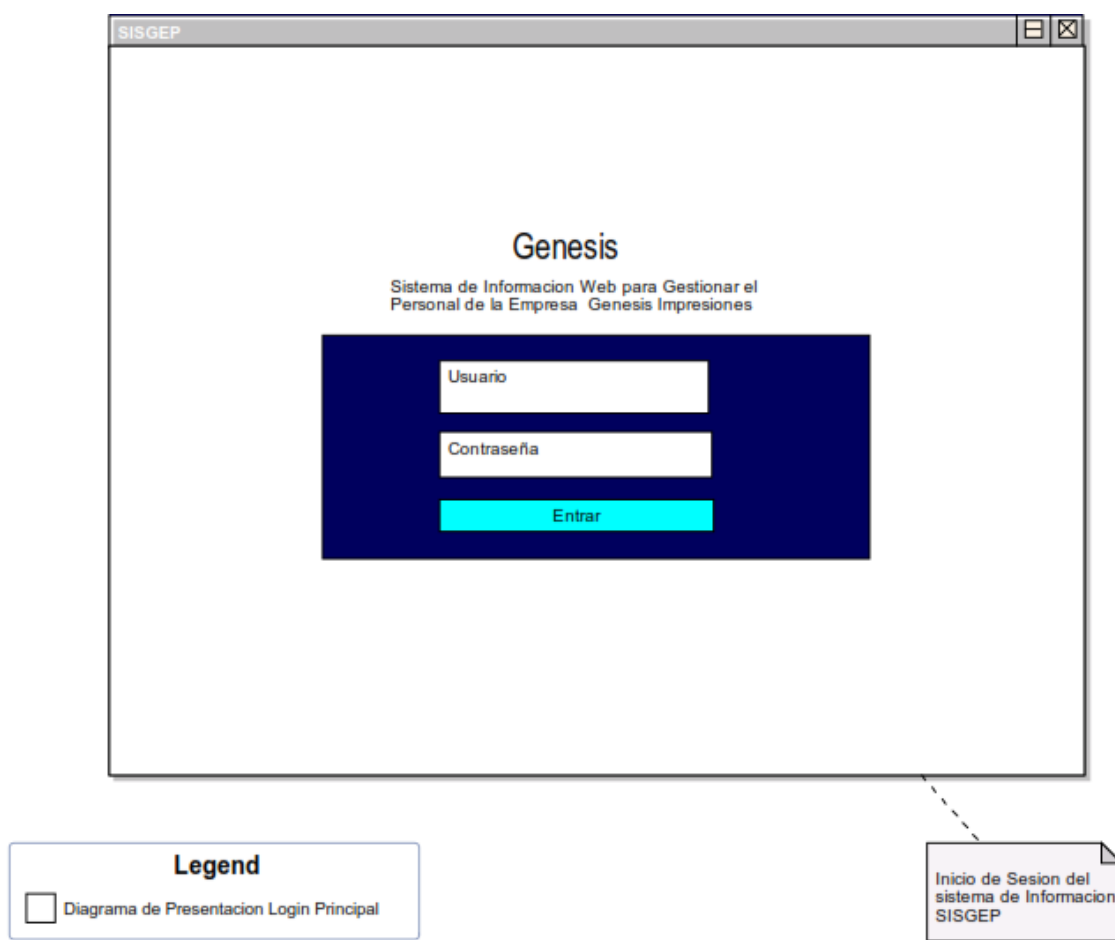 SISGEP
Genesis
Sistema de Informacion Web para Gestionar el
Personal de la Empresa Genesis Impresiones
Usuario
Contraseña
Entrar
Legend
Diagrama de Presentacion Login Principal
Inicio de Sesion del
sistema de Informacion
SISGEP